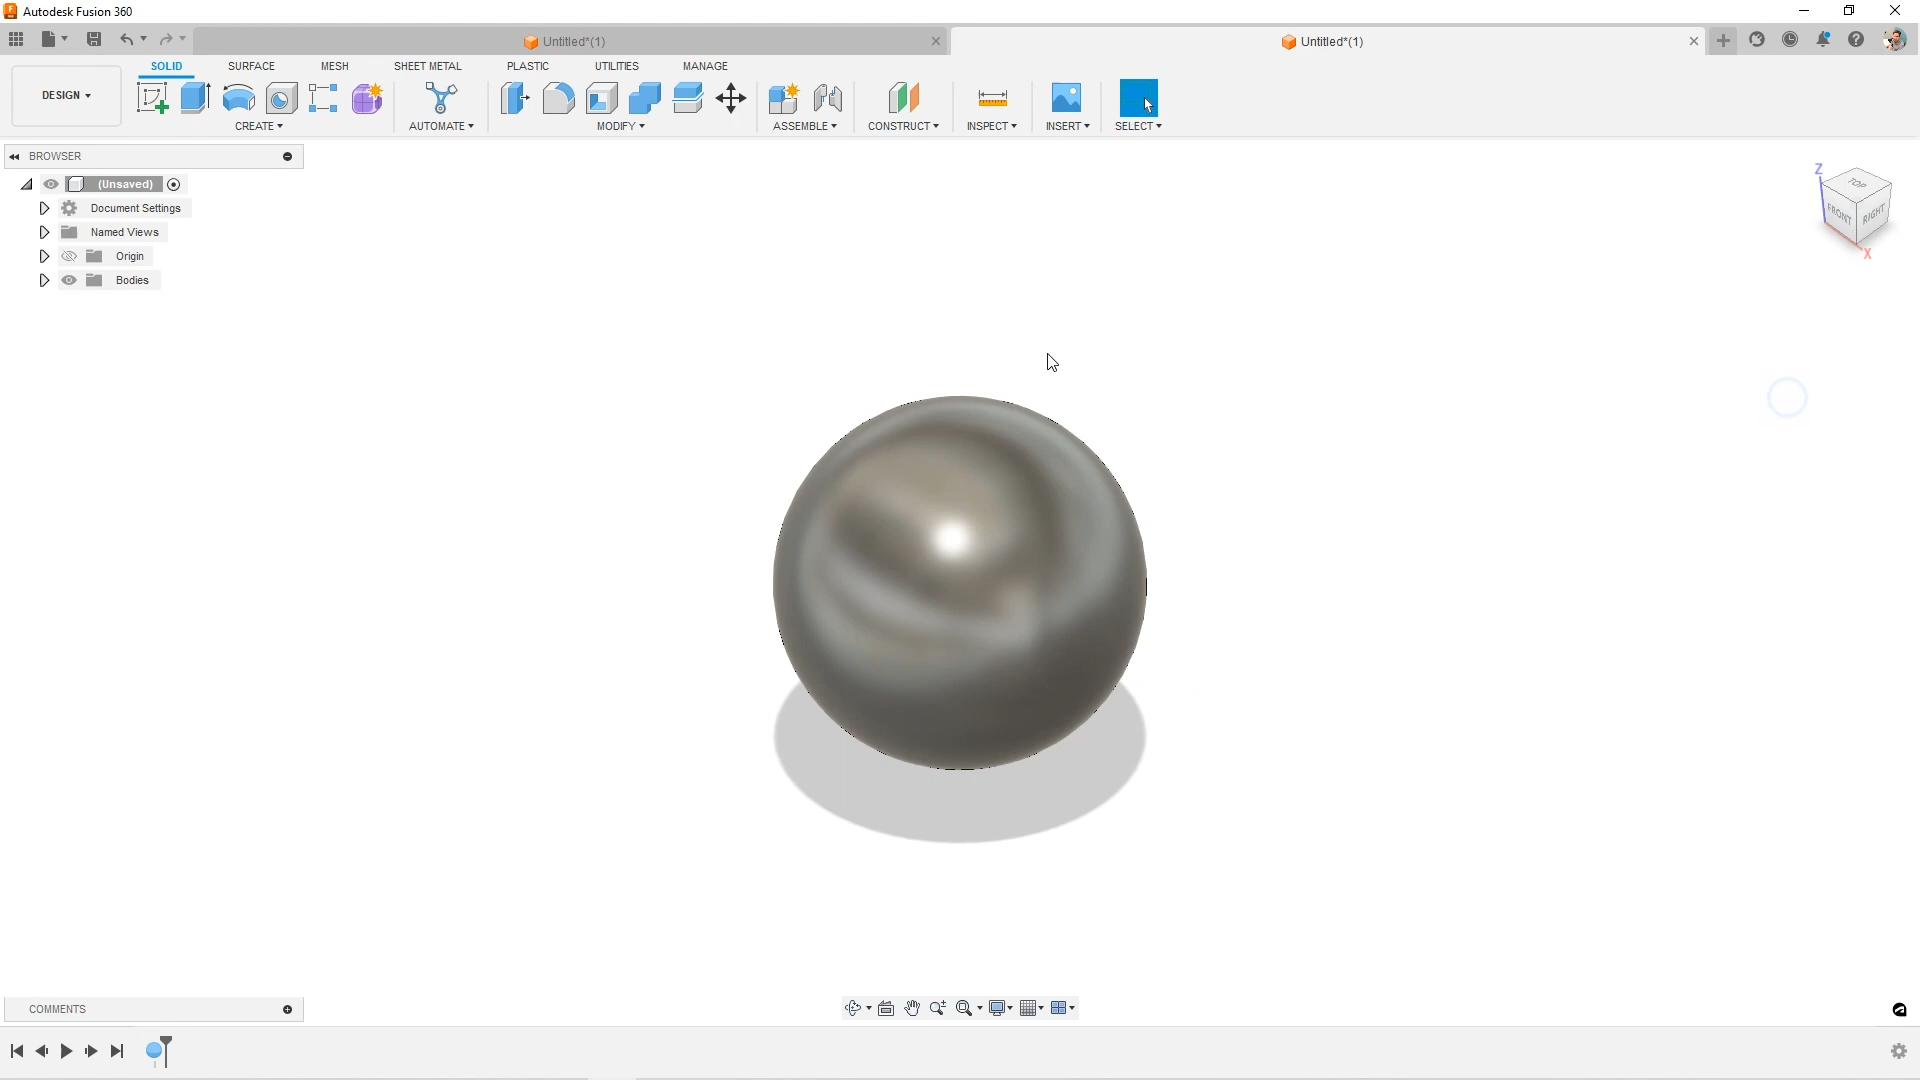 Autodesk Fusion 360
Untitled*(1)
Untitled*(1)
DESIGN
SOLID
SURFACE
MESH
SHEET METAL
PLASTIC
UTILITIES
MANAGE
CREATE
AUTOMATE
MODIFY
ASSEMBLE
CONSTRUCT
INSPECT
INSERT
SELECT
BROWSER
(Unsaved)
Document Settings
Named Views
Origin
Bodies
Z
TOP
FRONT
RIGHT
X
COMMENTS